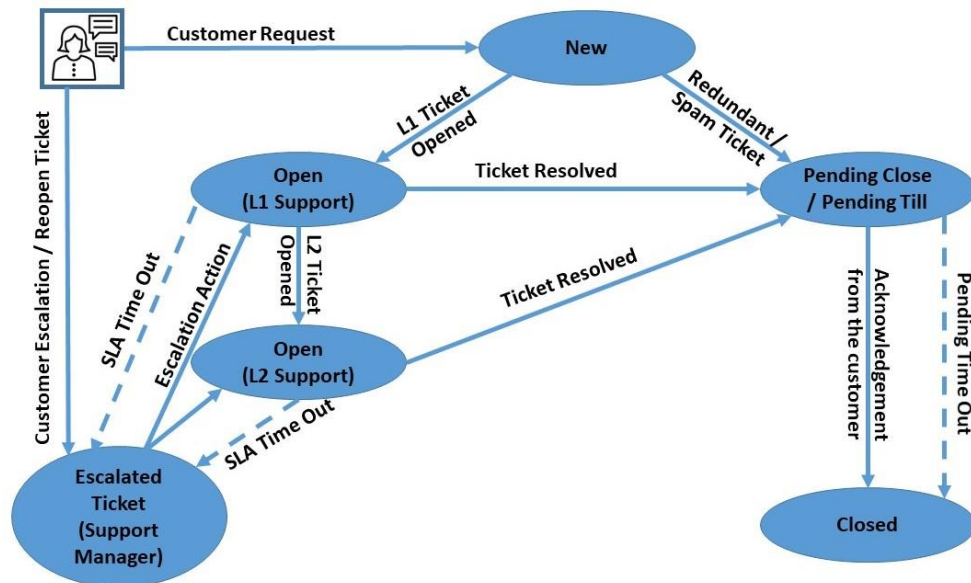 Customer Request
New
L1 Ticket
Opened
Redundant /
Spam Ticket
Customer Escalation / Reopen Ticket
Open
(L1 Support)
Ticket Resolved
Pending Close
/ Pending Till
SLA Time Out
Escalation Action
L2 Ticket
Opened
Ticket Resolved
Acknowledgement
from the customer
Pending Time Out
Open
(L2 Support)
SLA Time Out
Escalated
Ticket
(Support
Manager)
Closed